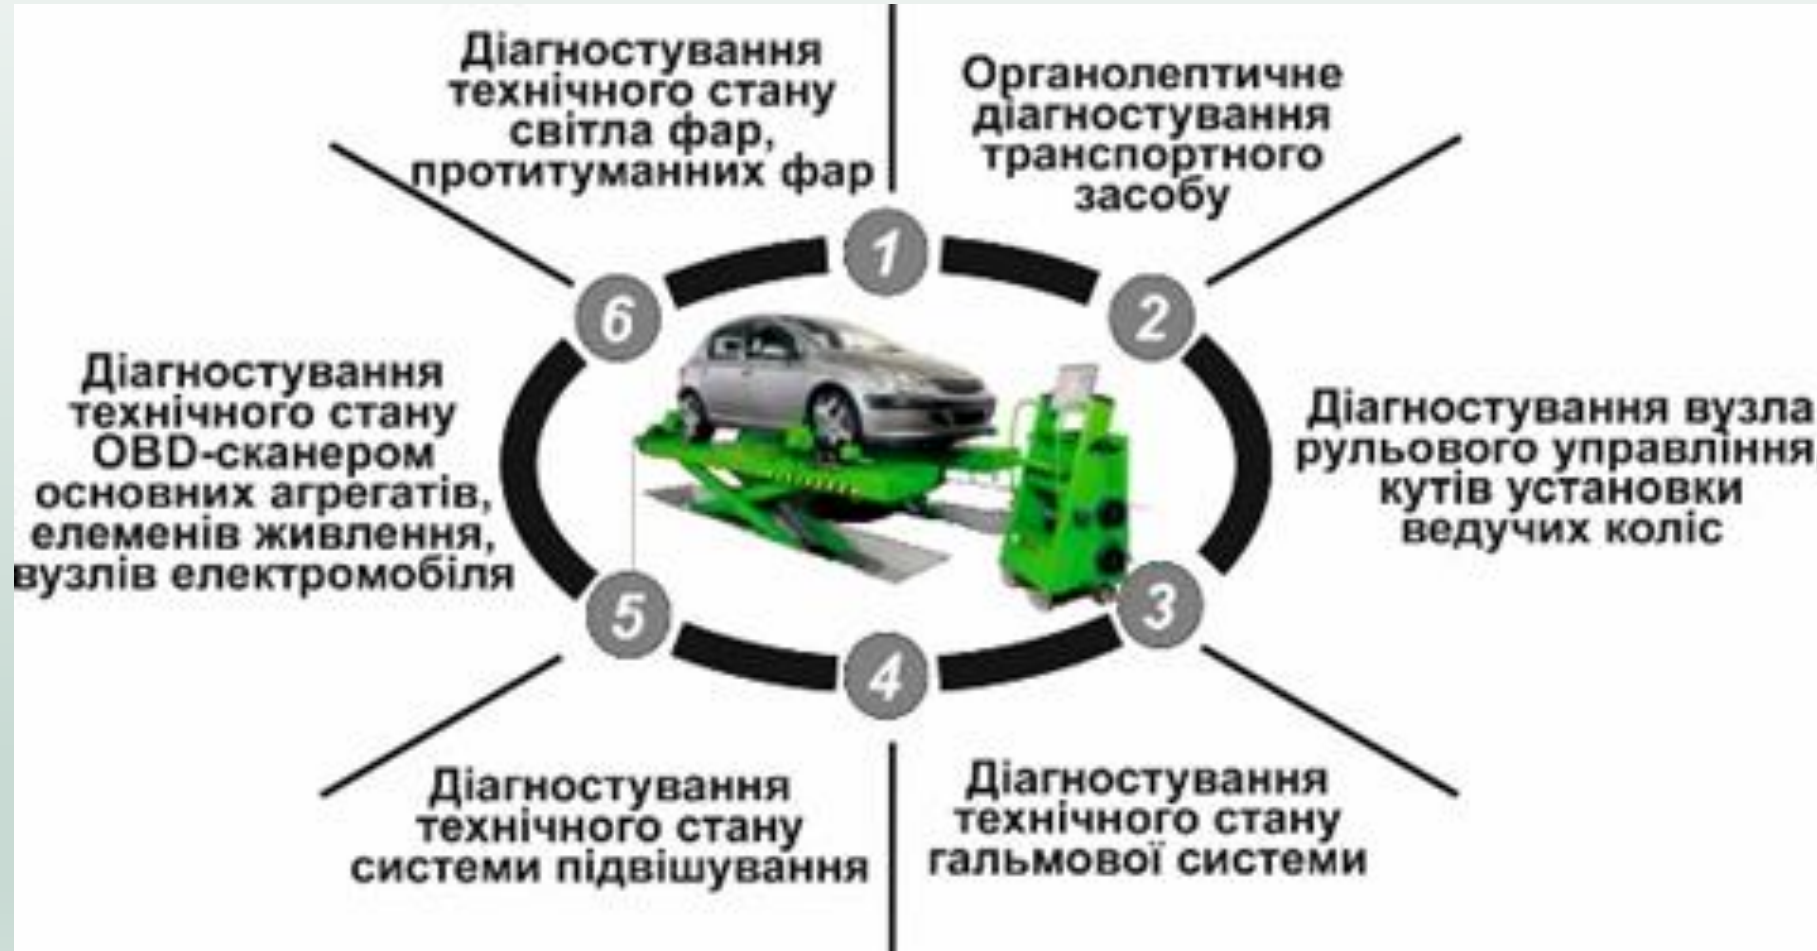 Діагностування
технічного стану
світла фар,
протитуманних фар
Органолептичне
діагностування
транспортного
засобу
1
2
3
4
5
6
Діагностування вузла
рульового управління
кутів установки
ведучих коліс
Діагностування
технічного стану
OBD-сканером
основних агрегатів,
елеменів живлення,
вузлів електромобіля
Діагностування
технічного стану
системи підвішування
Діагностування
технічного стану
гальмової системи